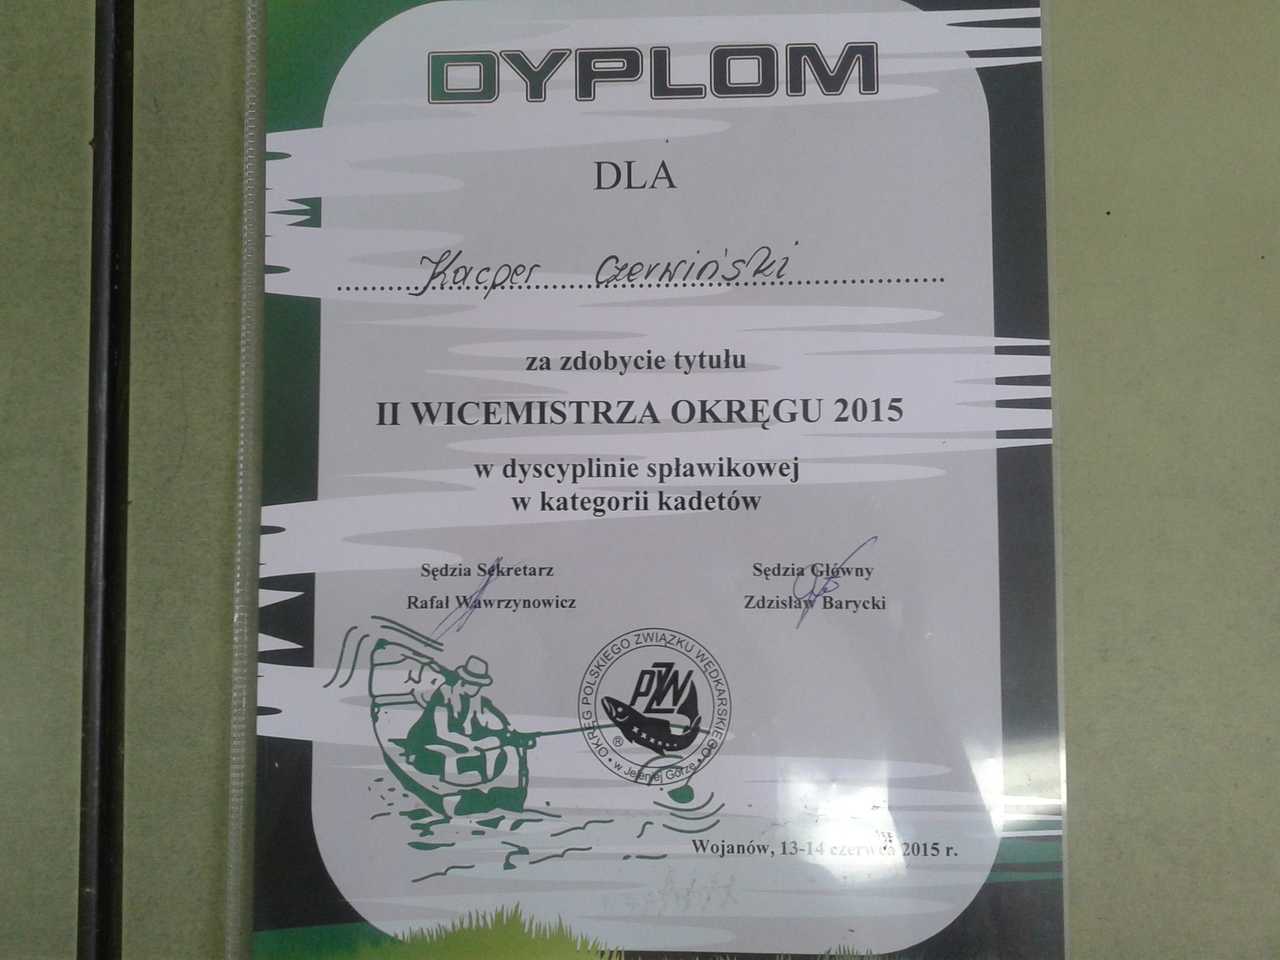 DYPLOM
DLA
Kacper Czerwiński
za zdobycie tytułu
II WICEMISTRZA OKRĘGU 2015
w dyscyplinie spławikowej
w kategorii kadetów
Sędzia Sekretarz
Rafał Wawrzynowicz
Sędzia Główny
Zdzisław Barycki
OKRĘG POLSKIEGO ZWIĄZKU WĘDKARSKIEGO
PZW
®
w Jeleniej Górze
Wojanów, 13-14 czerwca 2015 r.